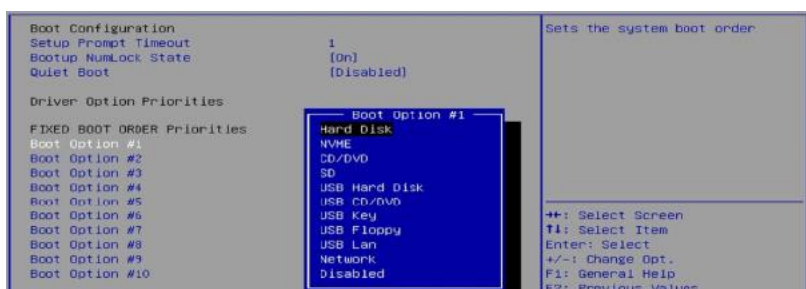 Boot Configuration
Setup Prompt Timeout 1
Bootup NumLock State [On]
Quiet Boot [Disabled]
Driver Option Priorities
FIXED BOOT ORDER Priorities
Boot Option #1
Boot Option #2
Boot Option #3
Boot Option #4
Boot Option #5
Boot Option #6
Boot Option #7
Boot Option #8
Boot Option #9
Boot Option #10
Boot Option #1
Hard Disk
NVME
CD/DVD
SD
USB Hard Disk
USB CD/DVD
USB Key
USB Floppy
USB Lan
Network
Disabled
Sets the system boot order
→←: Select Screen
↑↓: Select Item
Enter: Select
+/-: Change Opt.
F1: General Help
F2: Previous Values